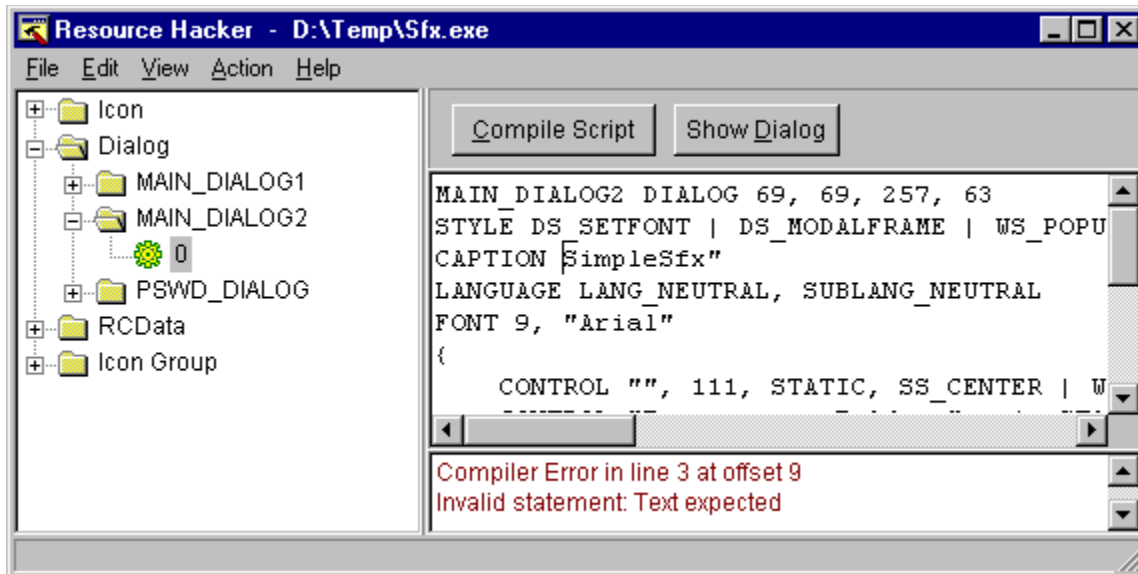 Resource Hacker - D:\Temp\Sfx.exe
File Edit View Action Help
Icon
Dialog
MAIN_DIALOG1
MAIN_DIALOG2
0
PSWD_DIALOG
RCData
Icon Group
Compile Script Show Dialog
MAIN_DIALOG2 DIALOG 69, 69, 257, 63
STYLE DS_SETFONT | DS_MODALFRAME | WS_POPU
CAPTION SimpleSfx"
LANGUAGE LANG_NEUTRAL, SUBLANG_NEUTRAL
FONT 9, "Arial"
{
CONTROL "", 111, STATIC, SS_CENTER | W
Compiler Error in line 3 at offset 9
Invalid statement: Text expected